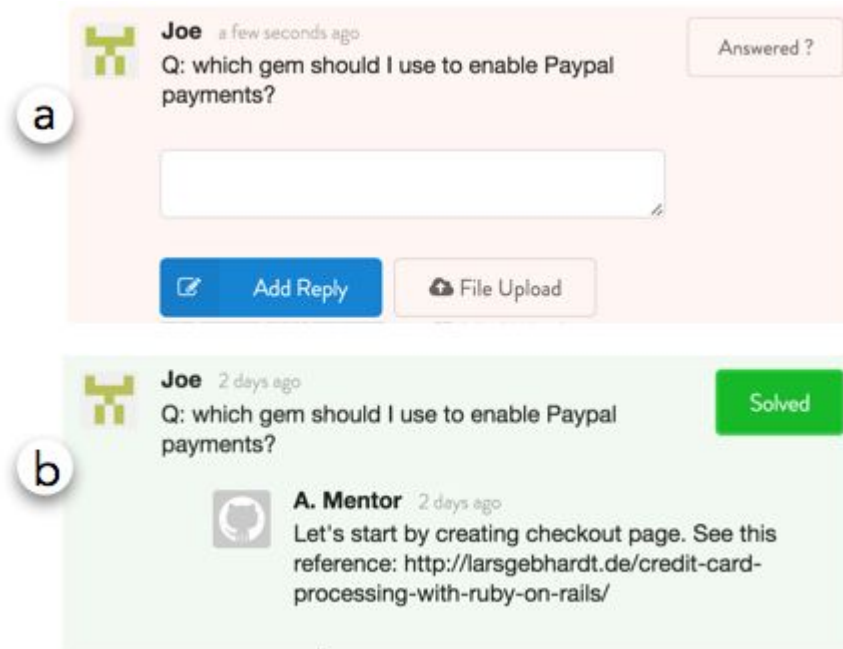 Joe a few seconds ago
Answered ?
Q: which gem should I use to enable Paypal
payments?
a
Add Reply
File Upload
Joe 2 days ago
Solved
Q: which gem should I use to enable Paypal
payments?
b
A. Mentor 2 days ago
Let's start by creating checkout page. See this
reference: http://larsgebhardt.de/credit-card-
processing-with-ruby-on-rails/